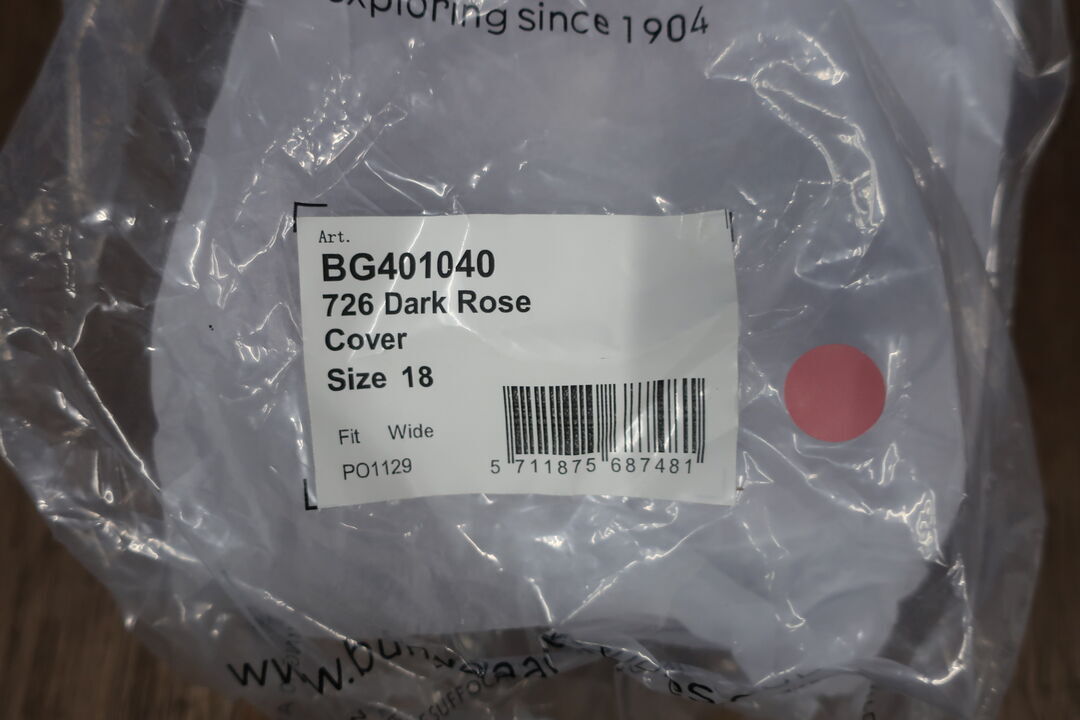 exploring since 1904
Art.
BG401040
726 Dark Rose
Cover
Size 18
Fit Wide
PO1129
5 711875 687481